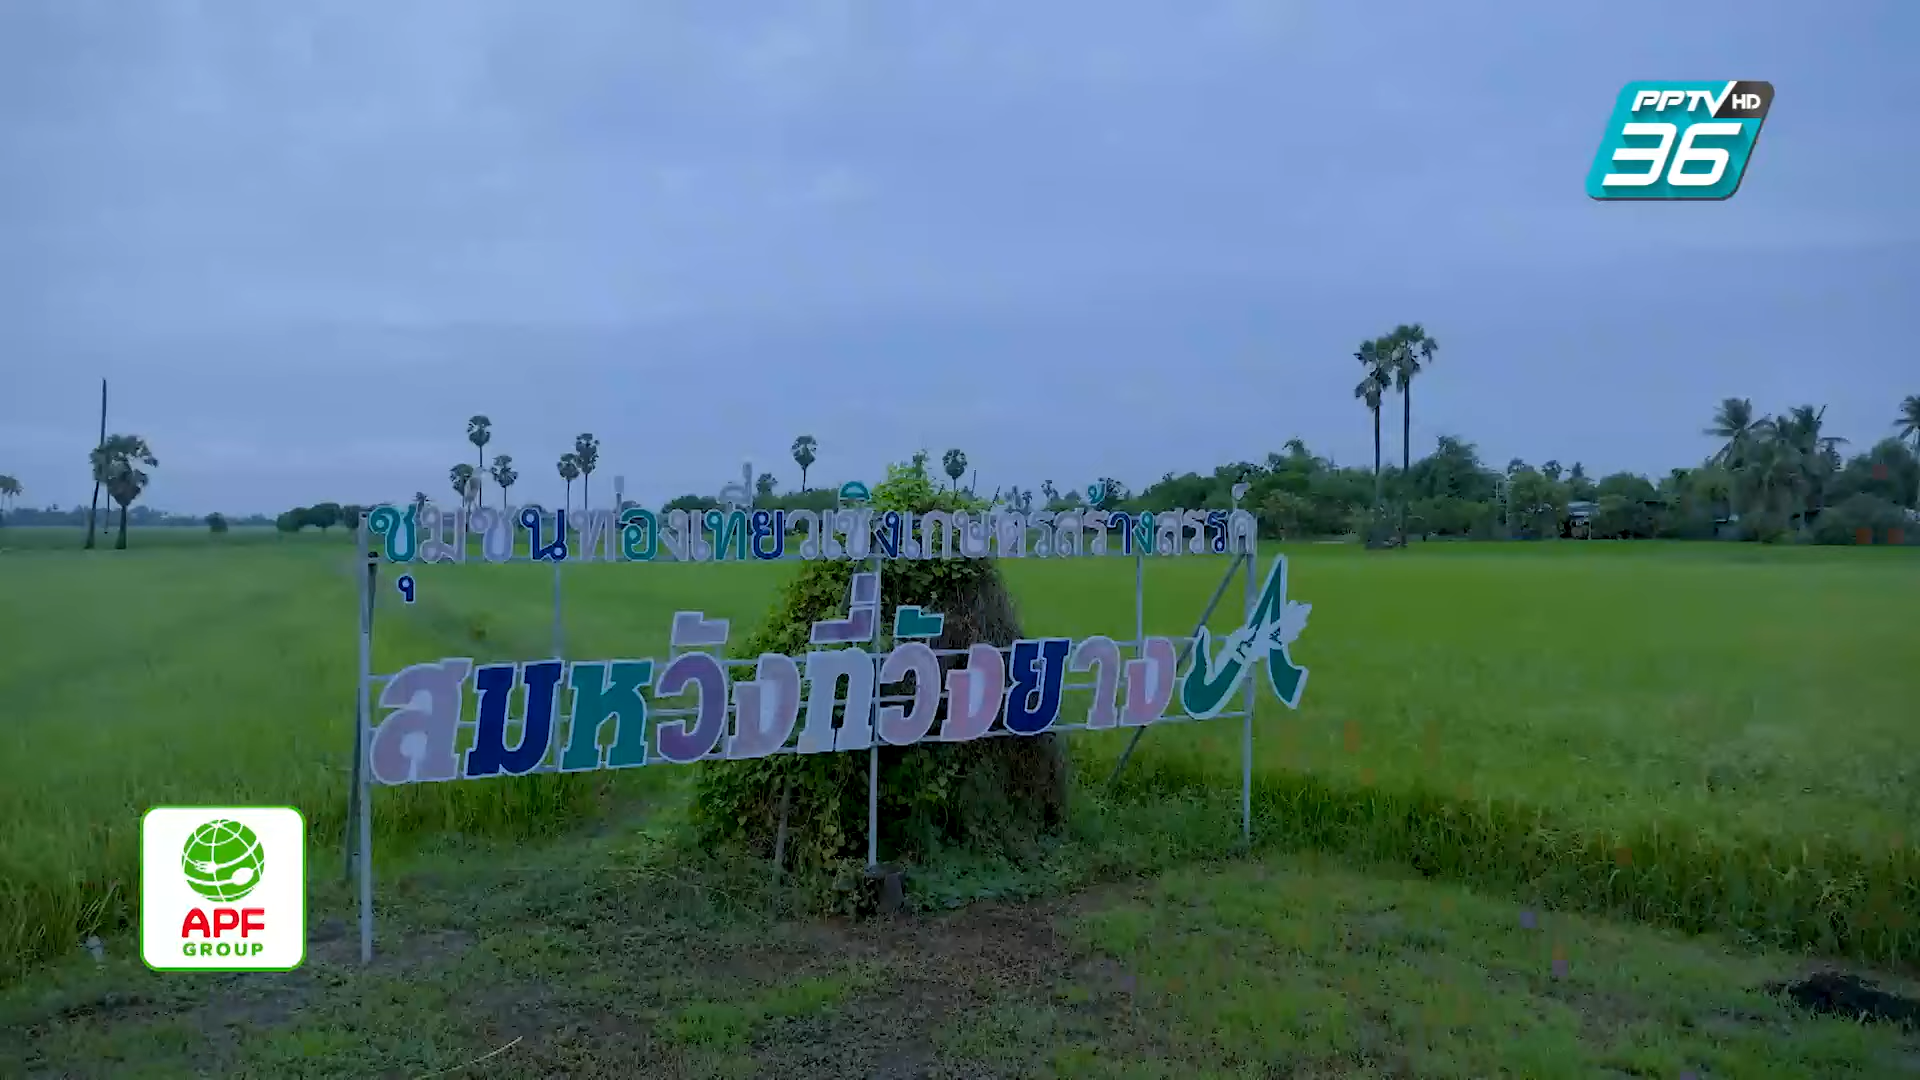 PPTV HD
36
ชุมชนท่องเที่ยวเชิงเกษตรสร้างสรรค์
สมหวังที่วังยาง
APF
GROUP